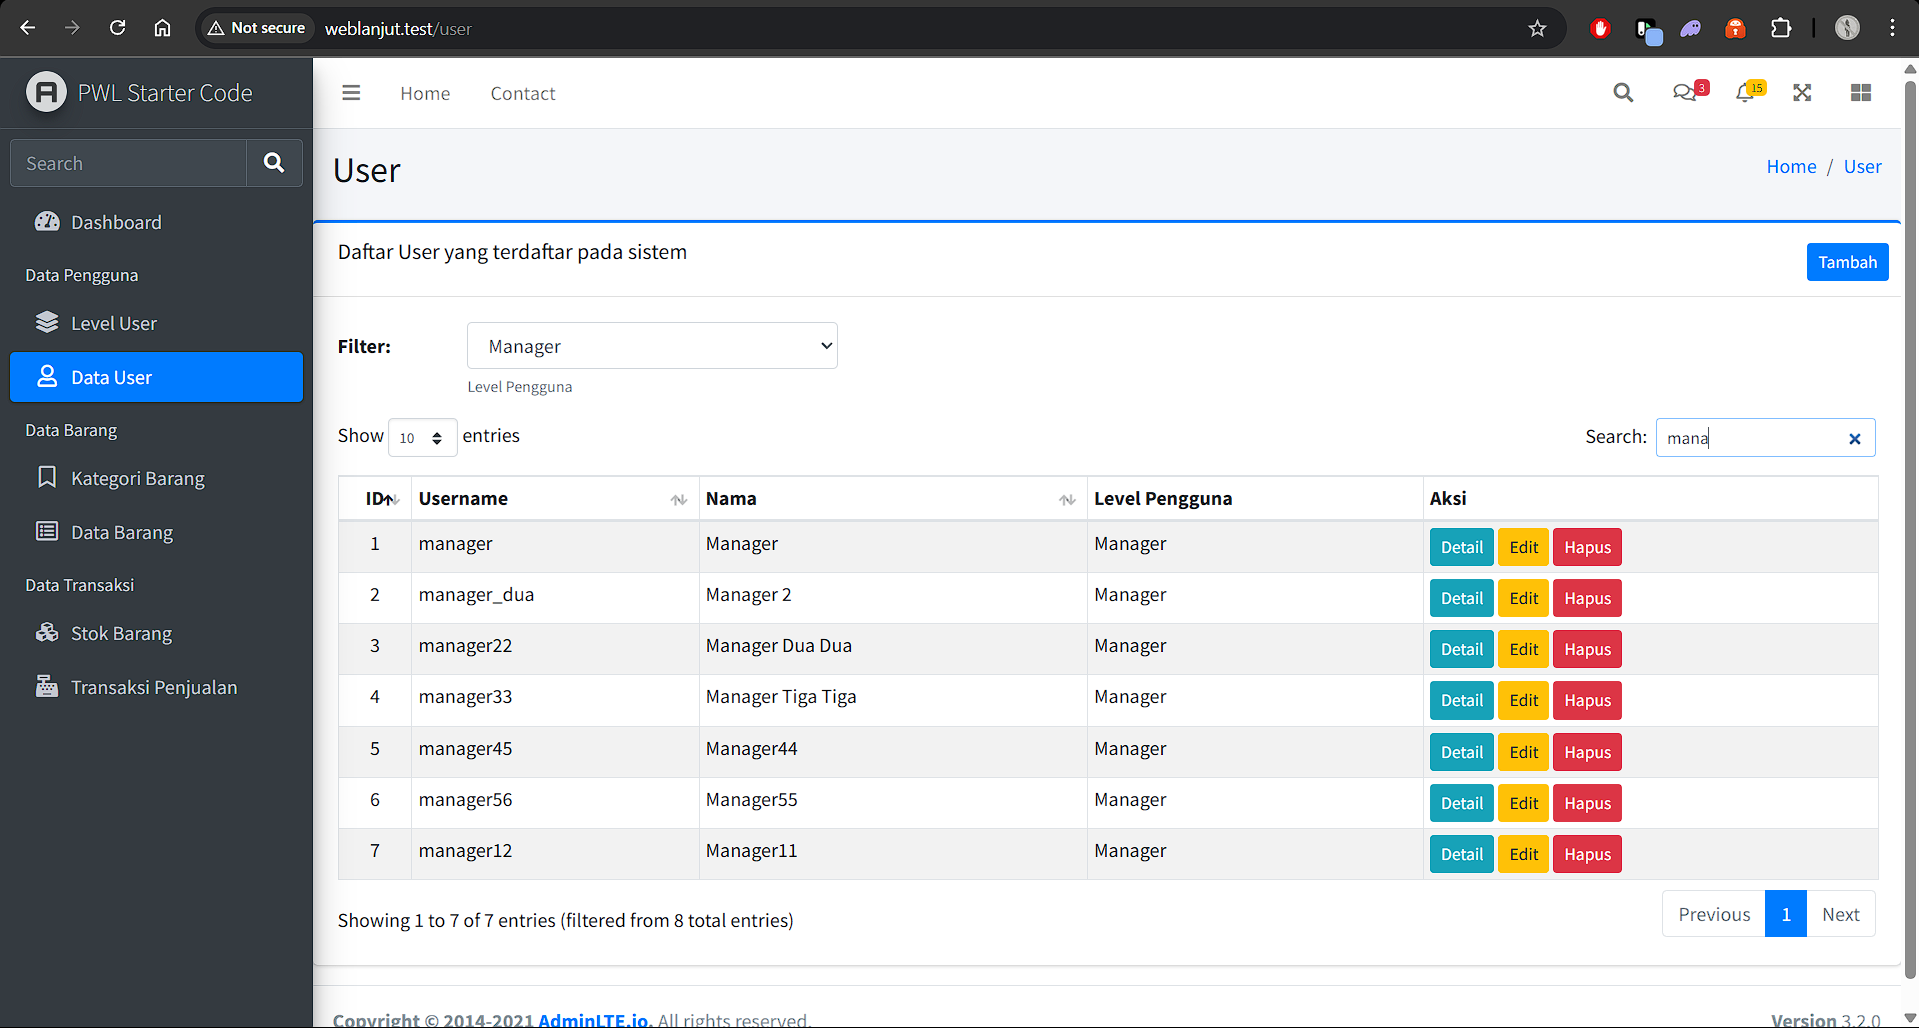 Not secure weblanjut.test/user
PWL Starter Code
Home Contact 3 15
Search
Dashboard
Data Pengguna
Level User
Data User
Data Barang
Kategori Barang
Data Barang
Data Transaksi
Stok Barang
Transaksi Penjualan
User
Home / User
Daftar User yang terdaftar pada sistem
Tambah
Filter: Manager
Level Pengguna
Show 10 entries Search: mana
ID Username Nama Level Pengguna Aksi
1 manager Manager Manager Detail Edit Hapus
2 manager_dua Manager 2 Manager Detail Edit Hapus
3 manager22 Manager Dua Dua Manager Detail Edit Hapus
4 manager33 Manager Tiga Tiga Manager Detail Edit Hapus
5 manager45 Manager44 Manager Detail Edit Hapus
6 manager56 Manager55 Manager Detail Edit Hapus
7 manager12 Manager11 Manager Detail Edit Hapus
Showing 1 to 7 of 7 entries (filtered from 8 total entries)
Previous 1 Next
Copyright © 2014-2021 AdminLTE.io. All rights reserved.
Version 3.2.0